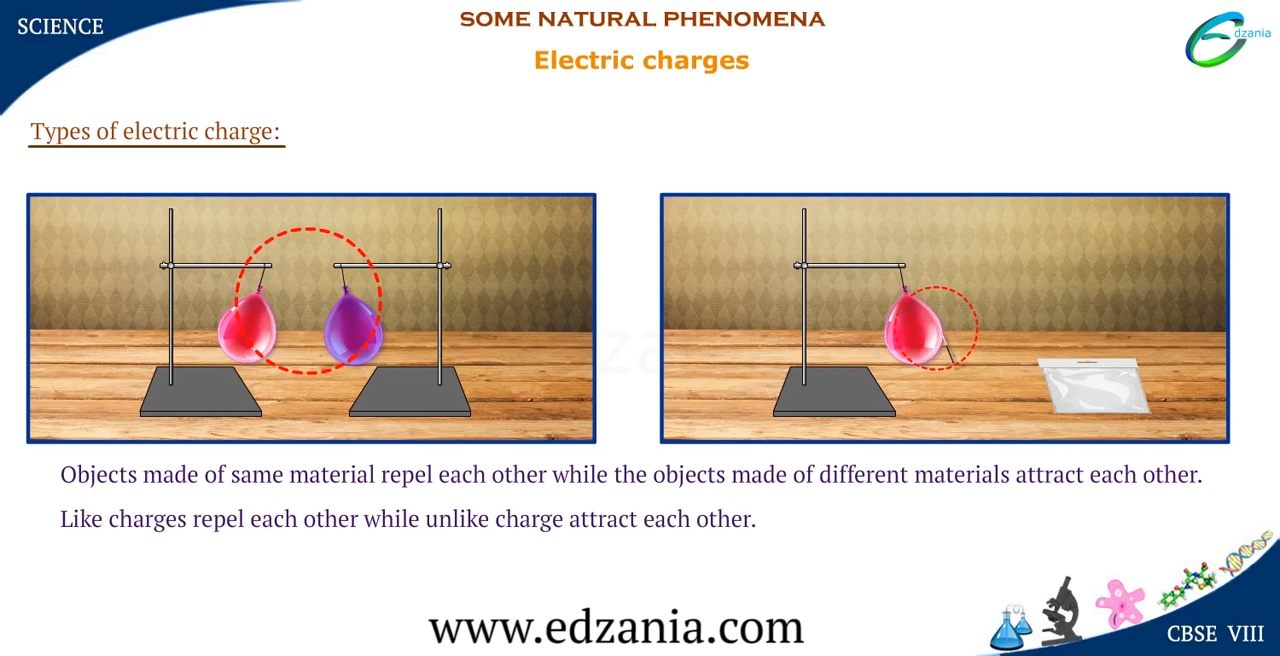 SCIENCE
SOME NATURAL PHENOMENA
Electric charges
Edzania
Types of electric charge:
Objects made of same material repel each other while the objects made of different materials attract each other.
Like charges repel each other while unlike charge attract each other.
www.edzania.com
CBSE VIII